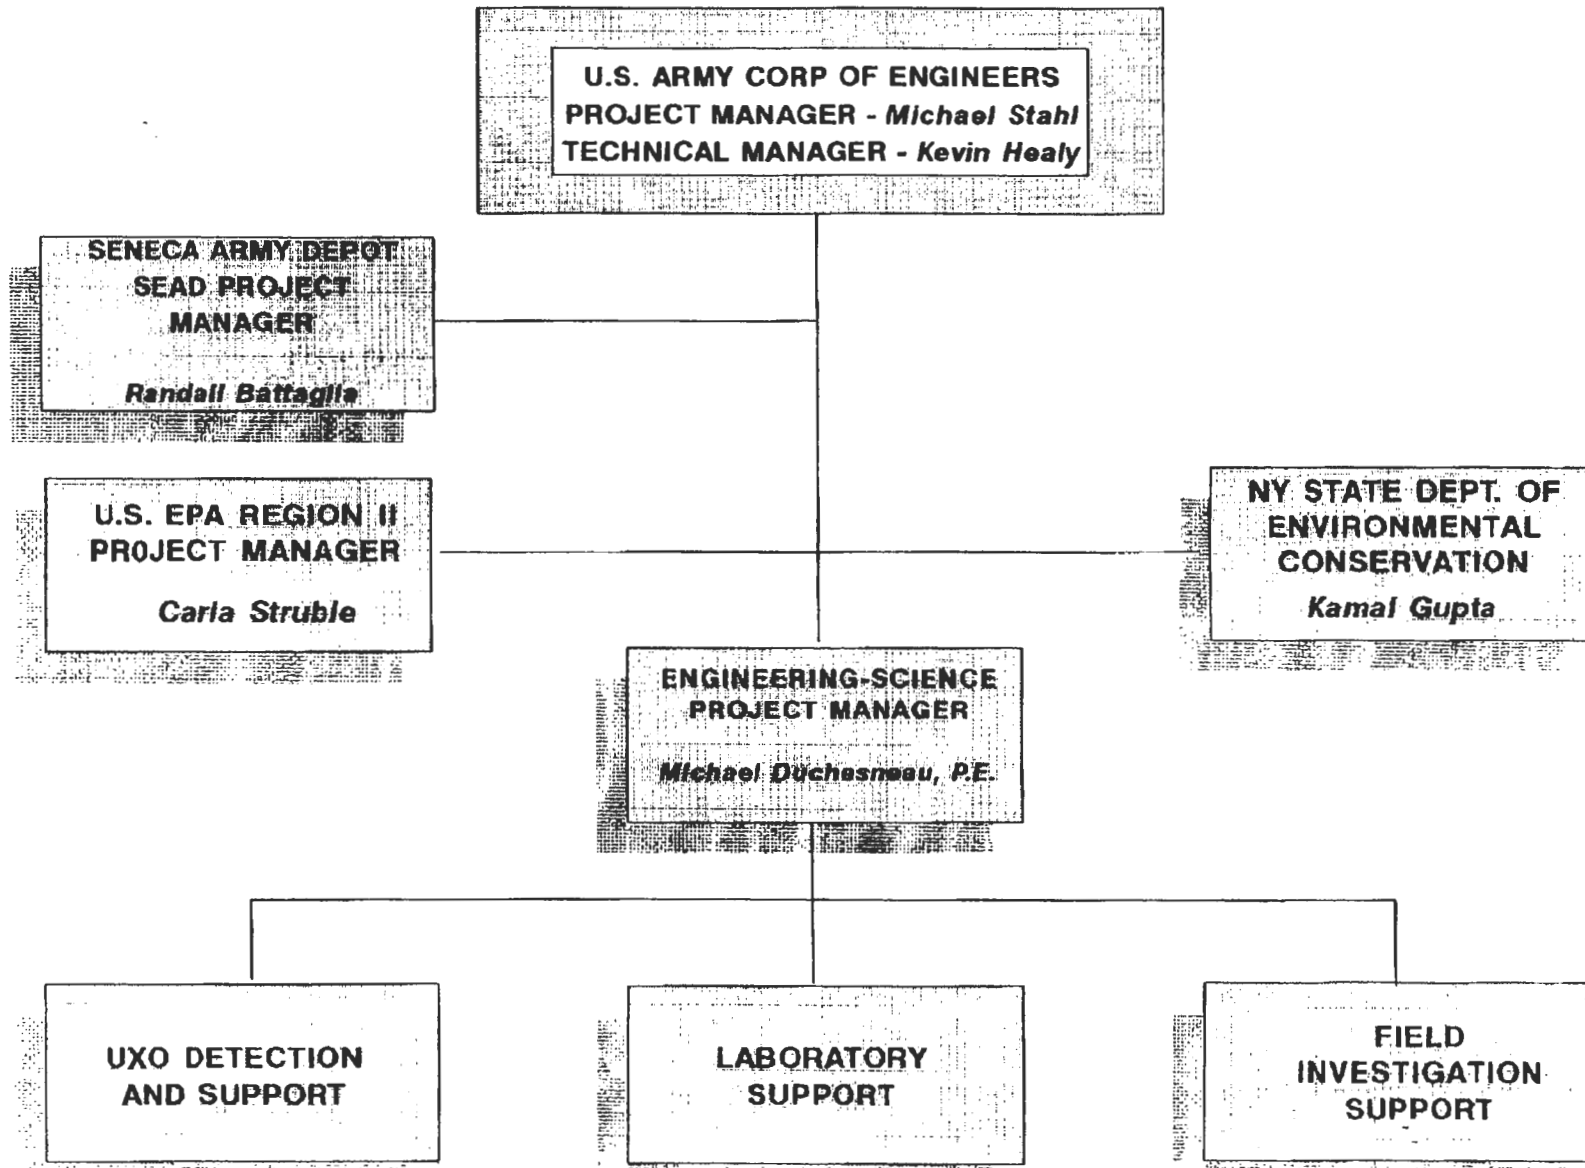 U.S. ARMY CORP OF ENGINEERS
PROJECT MANAGER - Michael Stahl
TECHNICAL MANAGER - Kevin Healy
SENECA ARMY DEPOT
SEAD PROJECT
MANAGER
Randall Battaglia
U.S. EPA REGION II
PROJECT MANAGER
Carla Struble
NY STATE DEPT. OF
ENVIRONMENTAL
CONSERVATION
Kamal Gupta
ENGINEERING-SCIENCE
PROJECT MANAGER
Michael Duchesneau, P.E.
UXO DETECTION
AND SUPPORT
LABORATORY
SUPPORT
FIELD
INVESTIGATION
SUPPORT